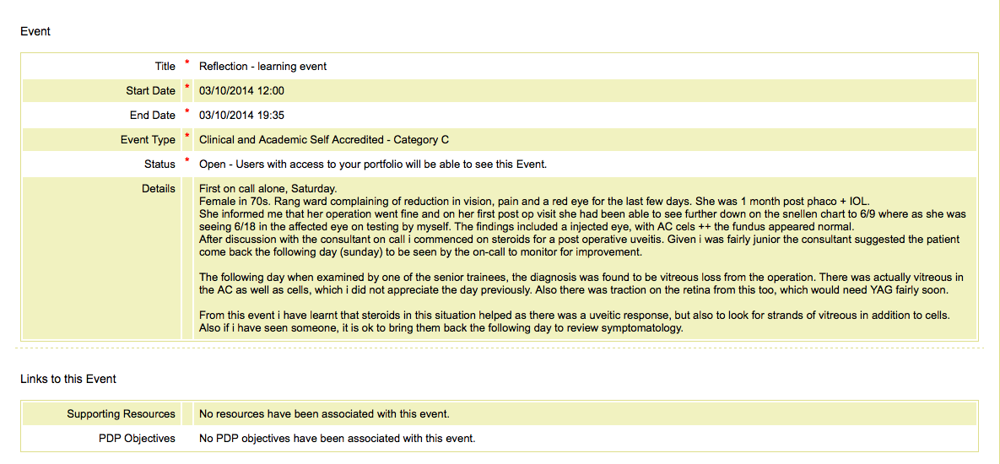 Event
Title * Reflection - learning event
Start Date * 03/10/2014 12:00
End Date * 03/10/2014 19:35
Event Type * Clinical and Academic Self Accredited - Category C
Status * Open - Users with access to your portfolio will be able to see this Event.
Details First on call alone, Saturday.
Female in 70s. Rang ward complaining of reduction in vision, pain and a red eye for the last few days. She was 1 month post phaco + IOL.
She informed me that her operation went fine and on her first post op visit she had been able to see further down on the snellen chart to 6/9 where as she was
seeing 6/18 in the affected eye on testing by myself. The findings included a injected eye, with AC cels ++ the fundus appeared normal.
After discussion with the consultant on call i commenced on steroids for a post operative uveitis. Given i was fairly junior the consultant suggested the patient
come back the following day (sunday) to be seen by the on-call to monitor for improvement.
The following day when examined by one of the senior trainees, the diagnosis was found to be vitreous loss from the operation. There was actually vitreous in
the AC as well as cells, which i did not appreciate the day previously. Also there was traction on the retina from this too, which would need YAG fairly soon.
From this event i have learnt that steroids in this situation helped as there was a uveitic response, but also to look for strands of vitreous in addition to cells.
Also if i have seen someone, it is ok to bring them back the following day to review symptomatology.
Links to this Event
Supporting Resources No resources have been associated with this event.
PDP Objectives No PDP objectives have been associated with this event.